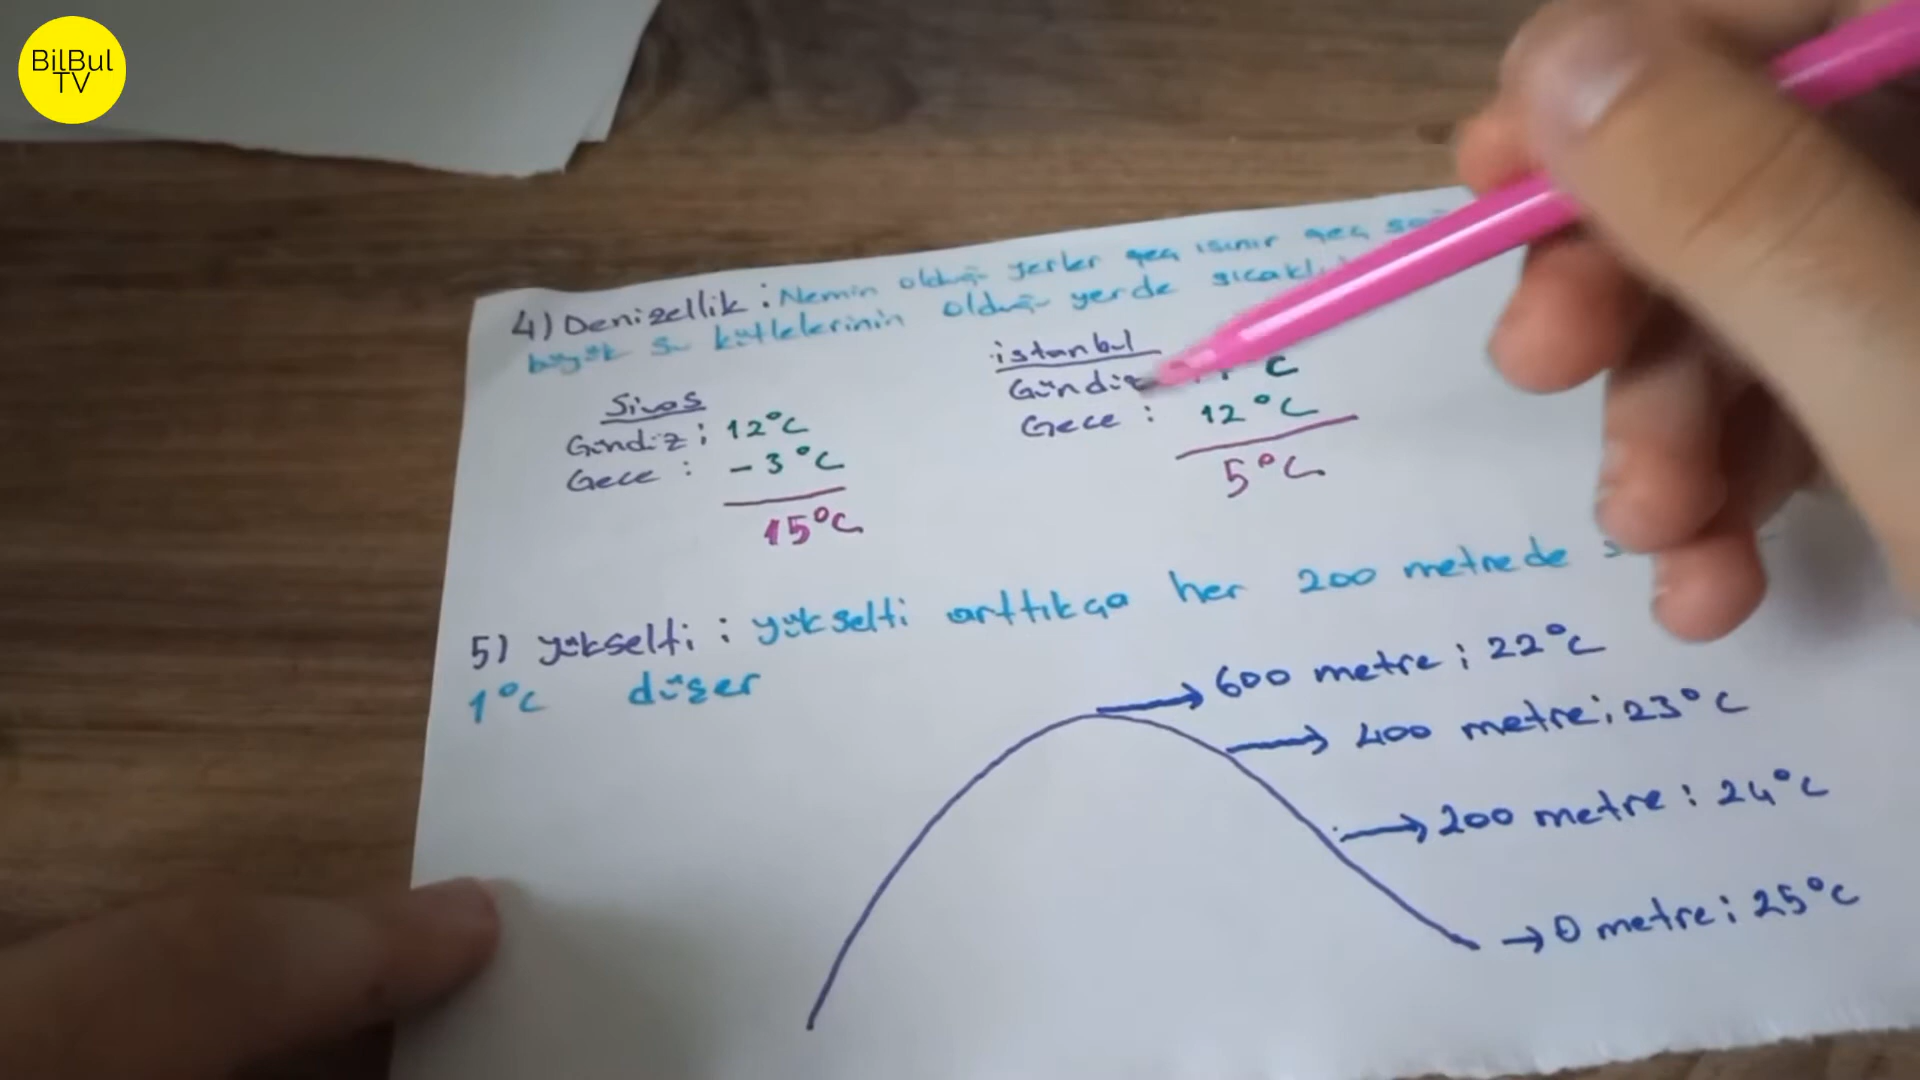 BilBul
TV
4) Denizellik : Nemin olduğu yerler geç ısınır geç
büyük su kütlelerinin olduğu yerde
Sivas
Gündüz : 12°C
Gece : -3°C
15°C
istanbul
Gündüz C
Gece : 12°C
5°C
5) yükselti : yükselti arttıkça her 200 metrede
1°C düşer
600 metre : 22°C
400 metre : 23°C
200 metre : 24°C
0 metre : 25°C